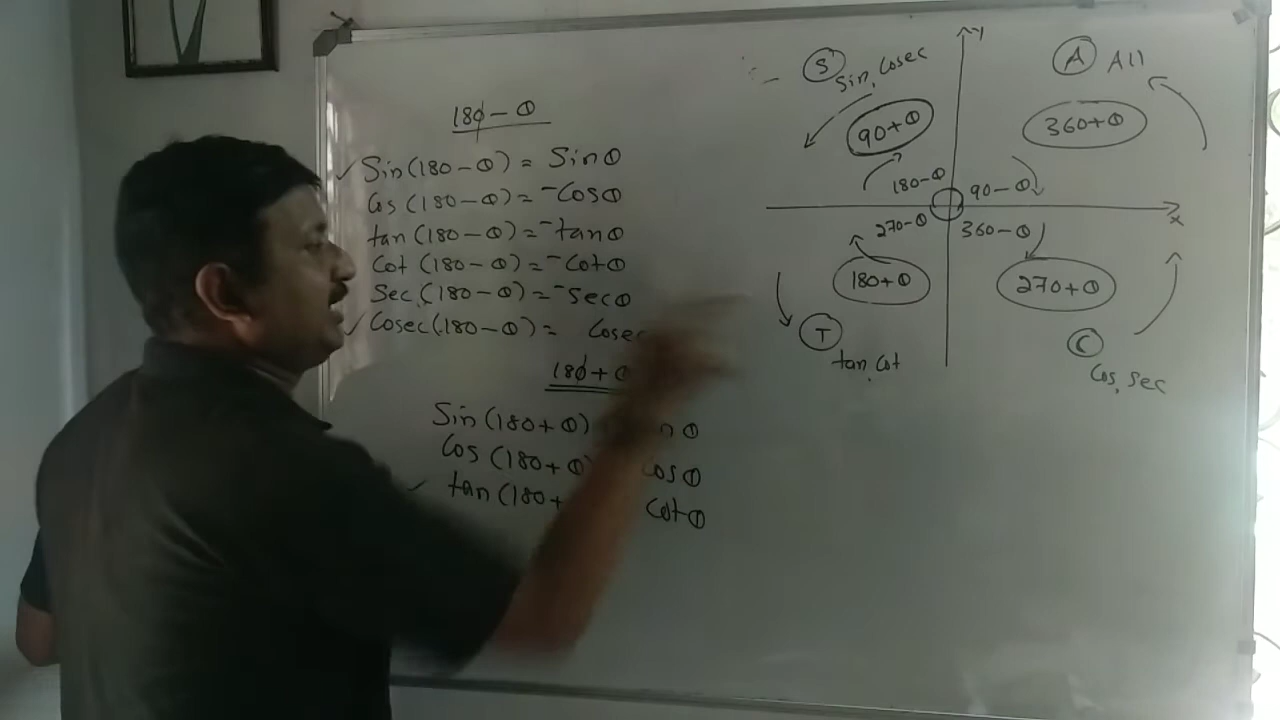 180 - θ
✓ Sin(180 - θ) = Sinθ
Cos (180 - θ) = -Cosθ
tan (180 - θ) = -tanθ
Cot (180 - θ) = -Cotθ
Sec (180 - θ) = -Secθ
✓ Cosec (180 - θ) = Cosec
180 +
Sin (180 + θ) θ
Cos (180 + θ) Cosθ
✓ tan (180 + Cotθ
S Sin, Cosec
90 + θ
180 - θ
Y
A All
360 + θ
90 - θ
X
270 - θ
180 + θ
T
tan, Cot
360 - θ
270 + θ
C
Cos, Sec